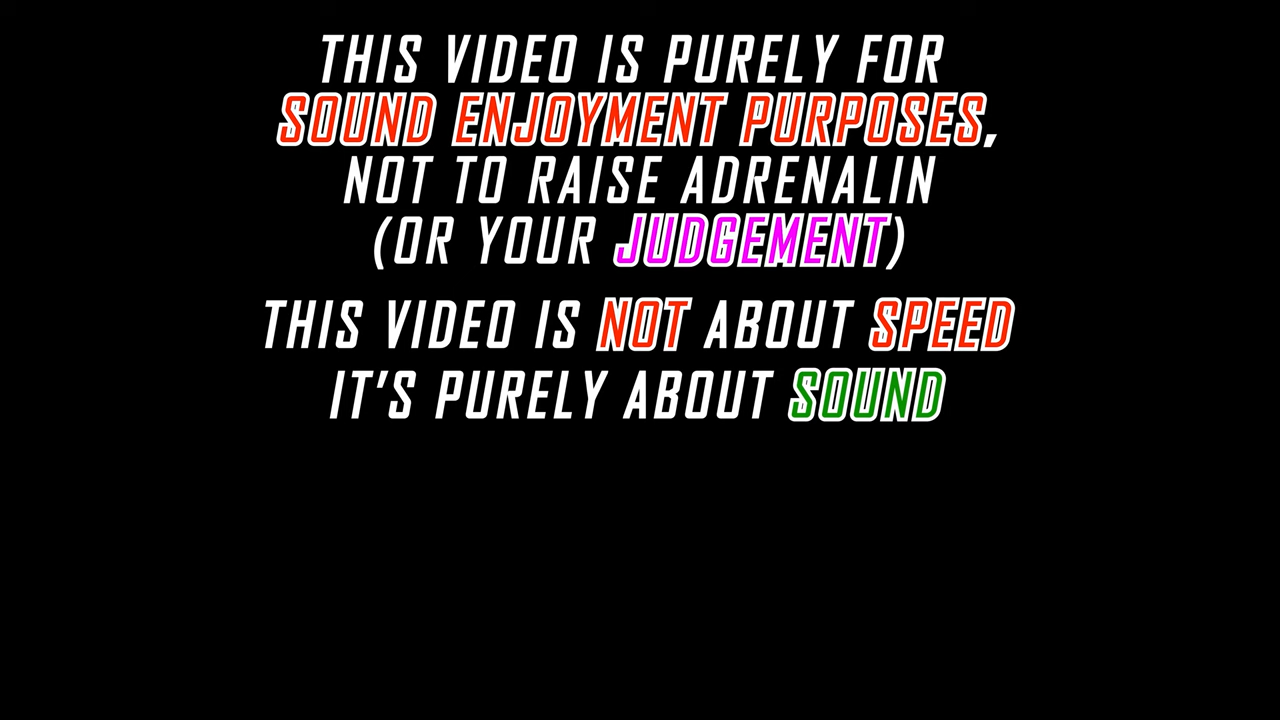 THIS VIDEO IS PURELY FOR
SOUND ENJOYMENT PURPOSES,
NOT TO RAISE ADRENALIN
(OR YOUR JUDGEMENT)
THIS VIDEO IS NOT ABOUT SPEED
IT'S PURELY ABOUT SOUND